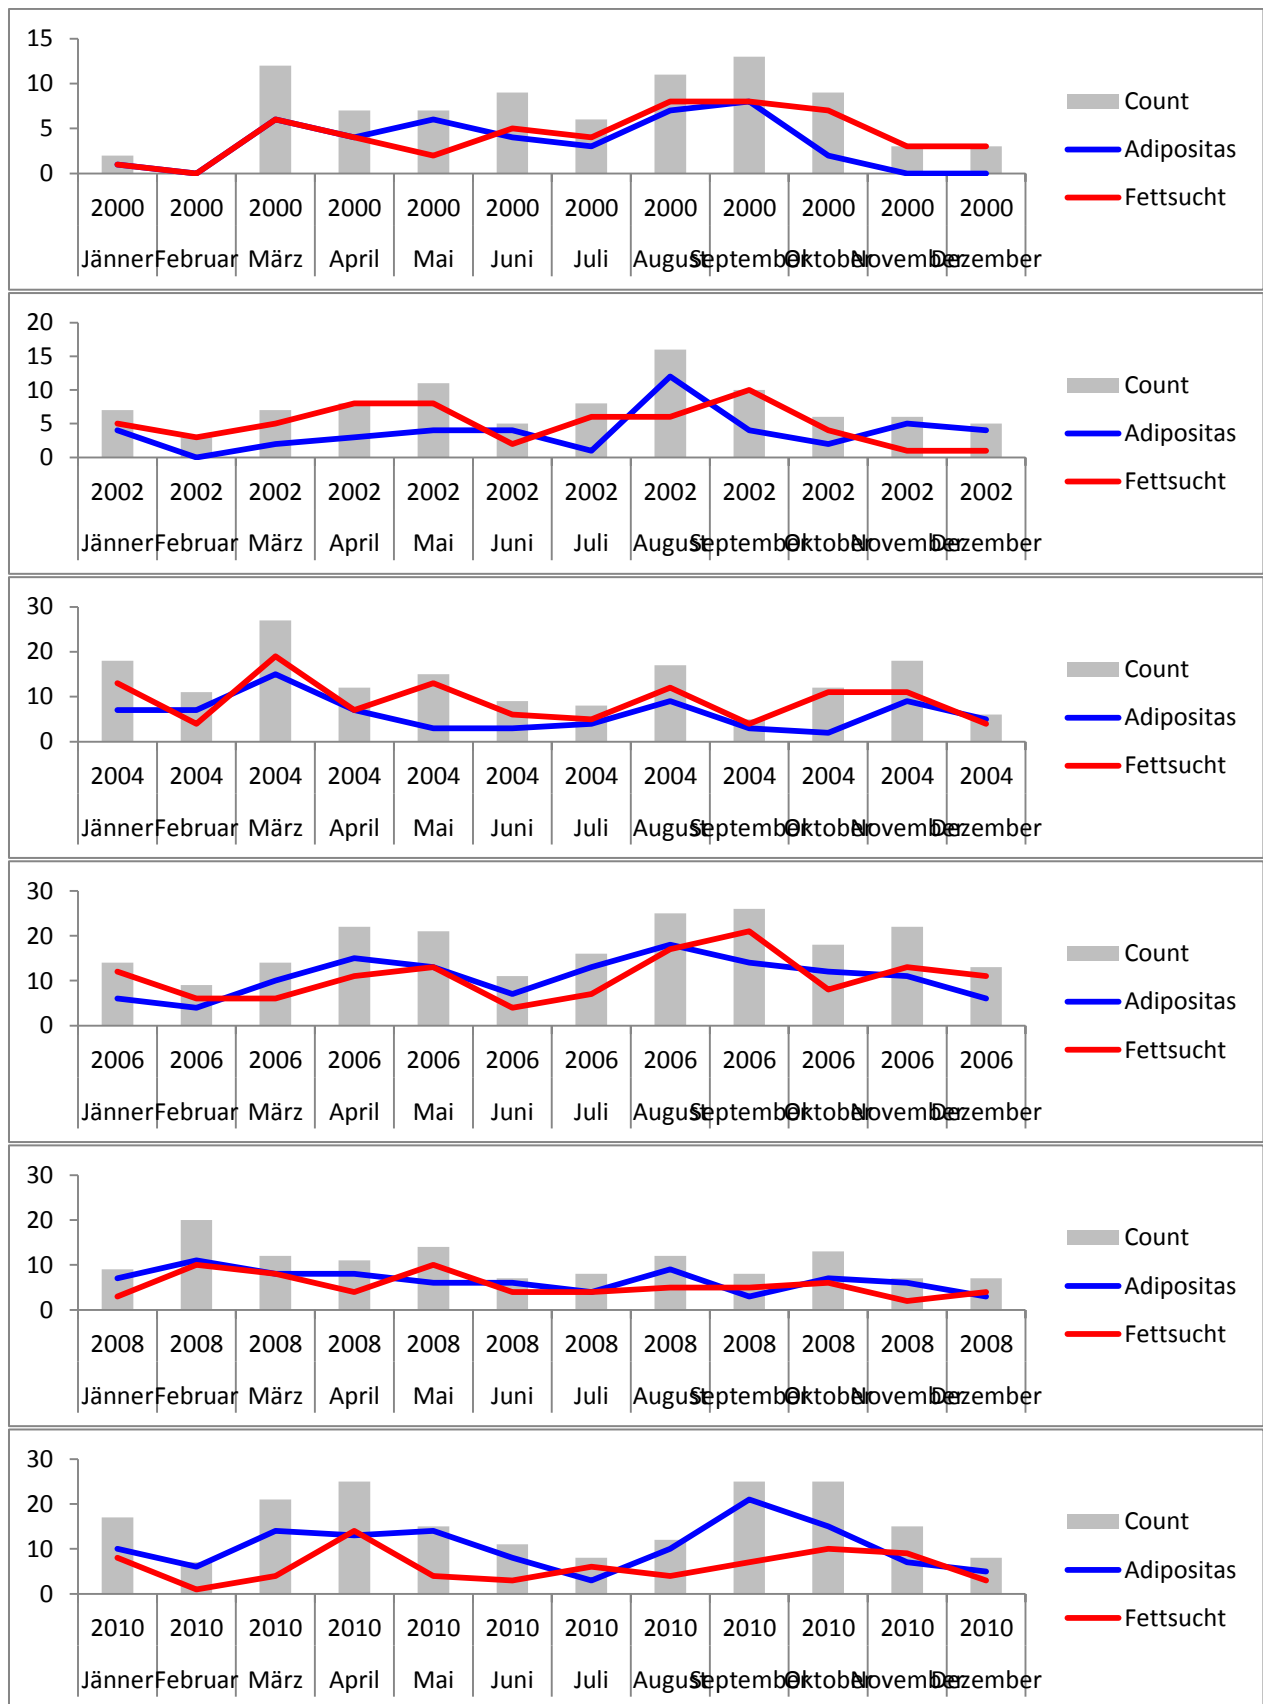 15
10
5
0
2000 2000 2000 2000 2000 2000 2000 2000 2000 2000 2000 2000
Jänner Februar März April Mai Juni Juli August September Oktober November Dezember
Count
Adipositas
Fettsucht
20
15
10
5
0
2002 2002 2002 2002 2002 2002 2002 2002 2002 2002 2002 2002
Jänner Februar März April Mai Juni Juli August September Oktober November Dezember
Count
Adipositas
Fettsucht
30
20
10
0
2004 2004 2004 2004 2004 2004 2004 2004 2004 2004 2004 2004
Jänner Februar März April Mai Juni Juli August September Oktober November Dezember
Count
Adipositas
Fettsucht
30
20
10
0
2006 2006 2006 2006 2006 2006 2006 2006 2006 2006 2006 2006
Jänner Februar März April Mai Juni Juli August September Oktober November Dezember
Count
Adipositas
Fettsucht
30
20
10
0
2008 2008 2008 2008 2008 2008 2008 2008 2008 2008 2008 2008
Jänner Februar März April Mai Juni Juli August September Oktober November Dezember
Count
Adipositas
Fettsucht
30
20
10
0
2010 2010 2010 2010 2010 2010 2010 2010 2010 2010 2010 2010
Jänner Februar März April Mai Juni Juli August September Oktober November Dezember
Count
Adipositas
Fettsucht